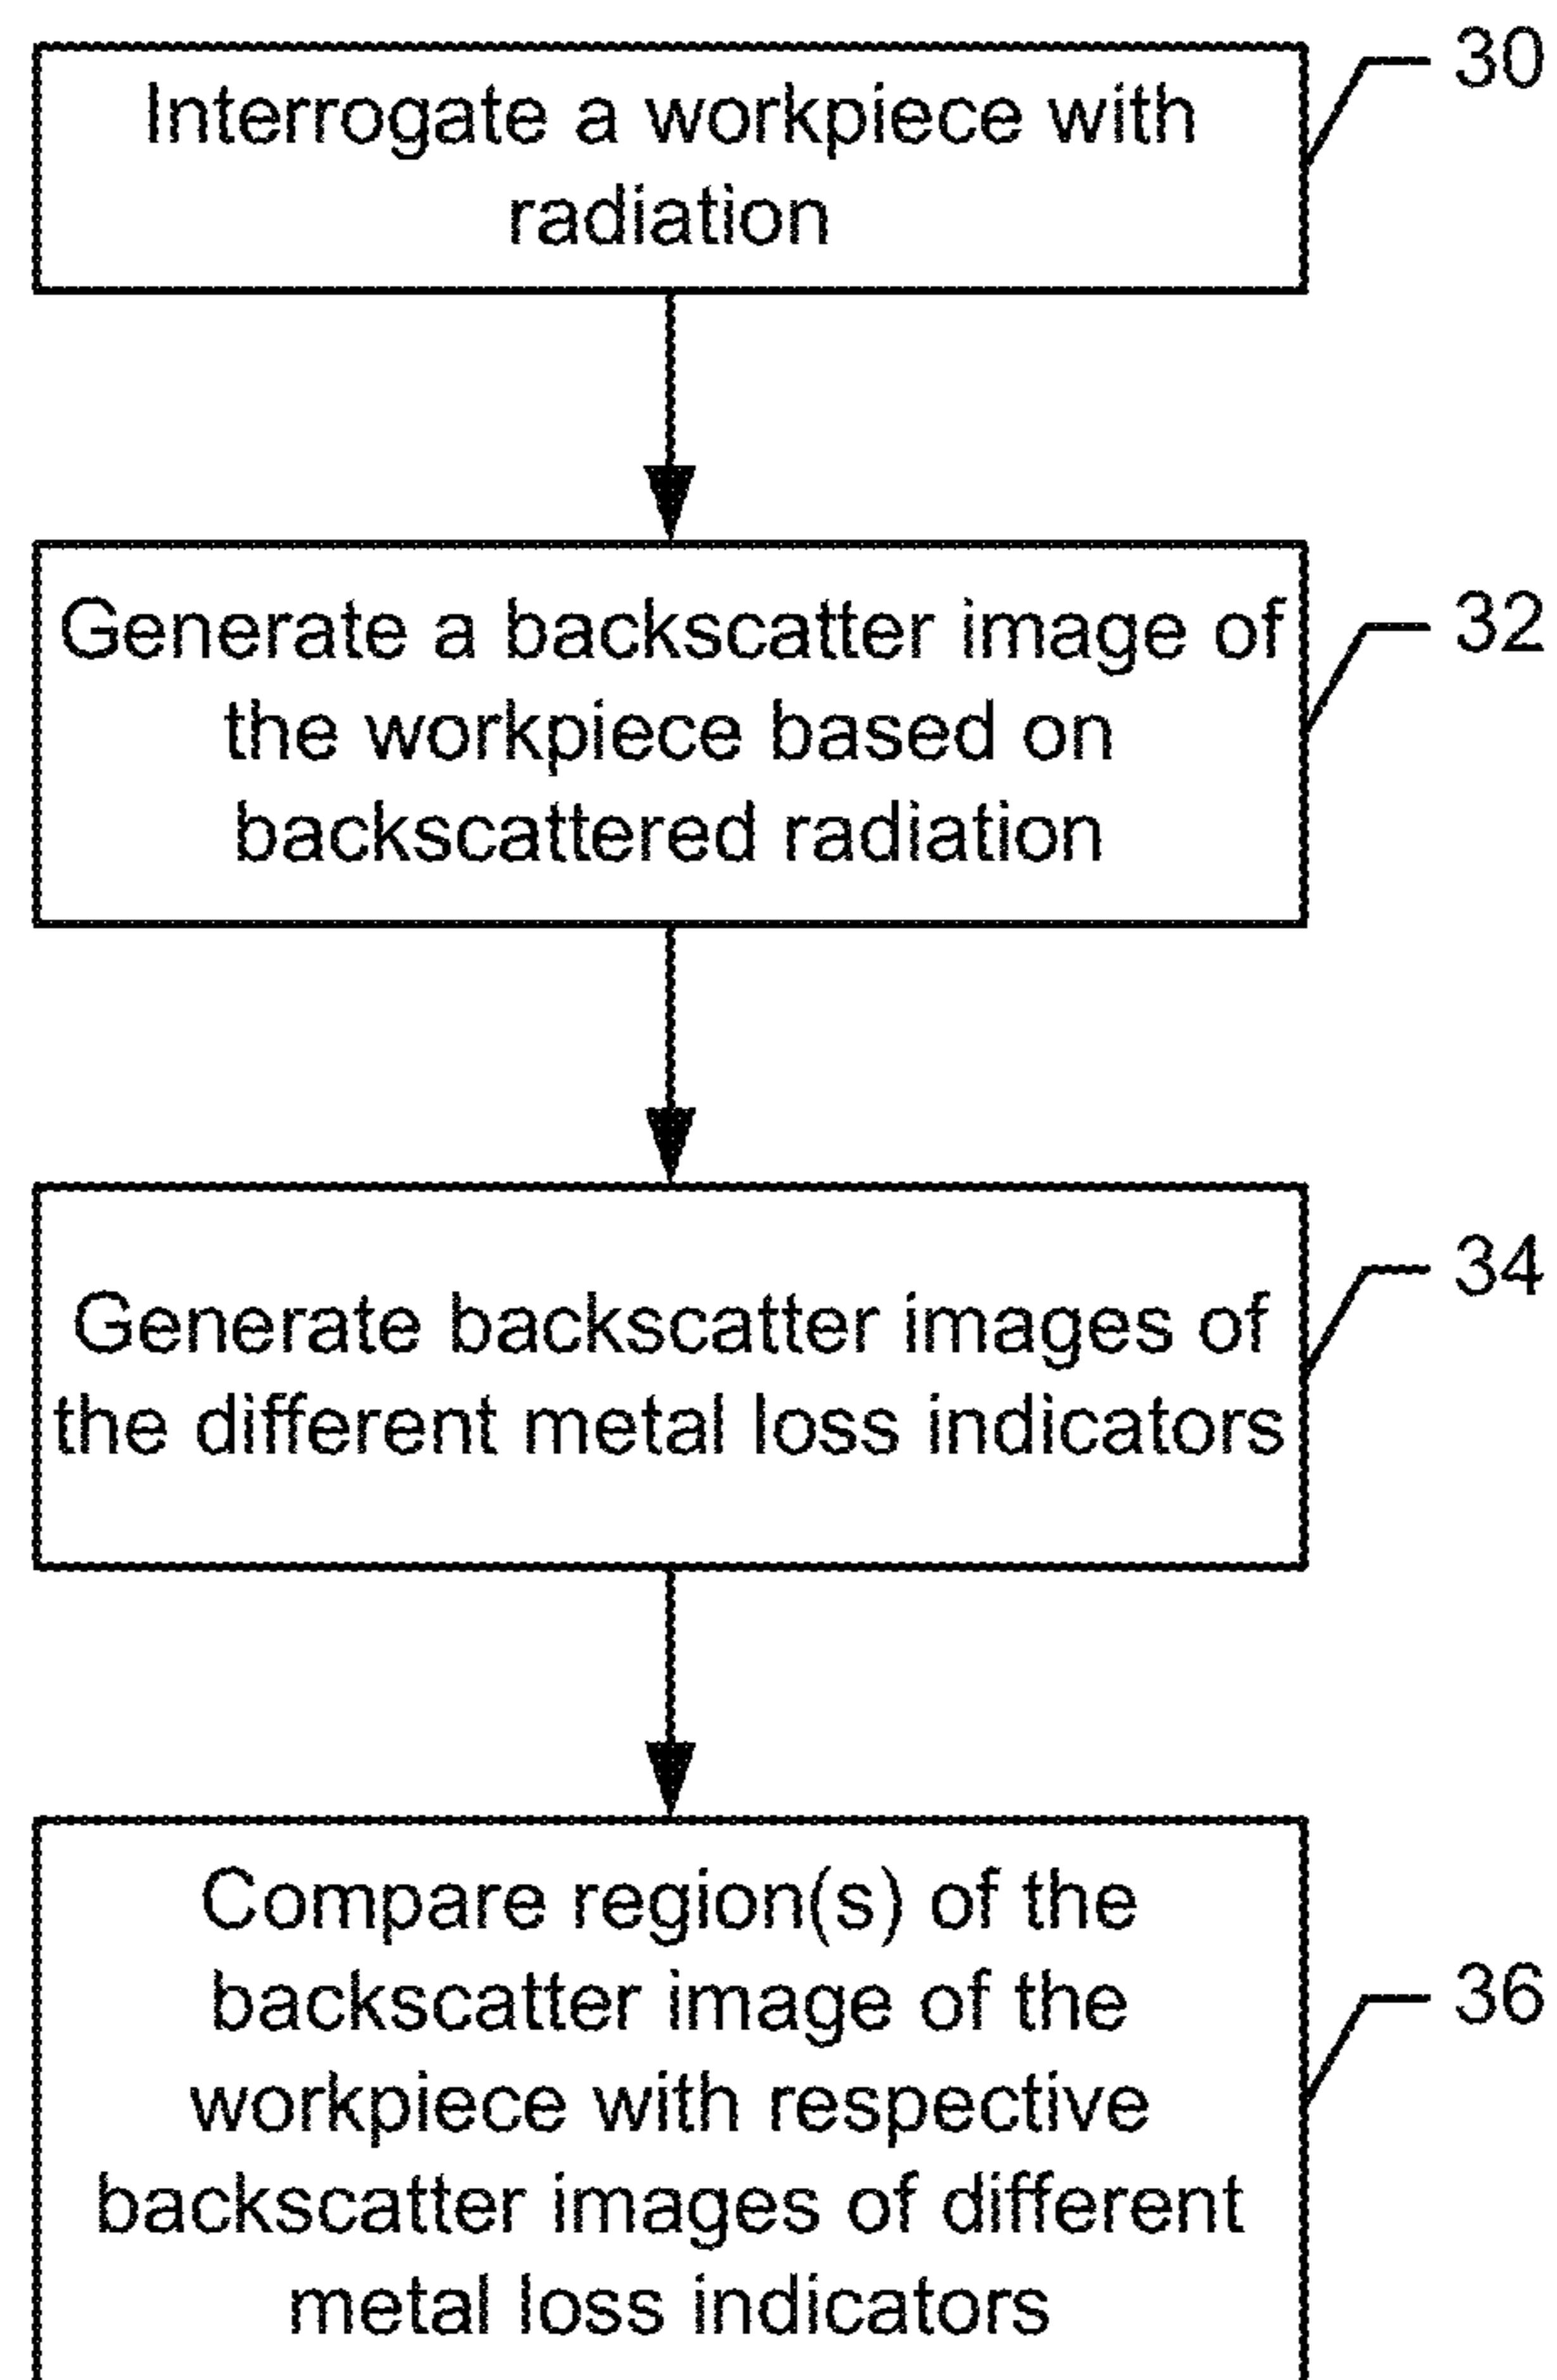 Interrogate a workpiece with
radiation
30
Generate a backscatter image of
the workpiece based on
backscattered radiation
32
Generate backscatter images of
the different metal loss indicators
34
Compare region(s) of the
backscatter image of the
workpiece with respective
backscatter images of different
metal loss indicators
36